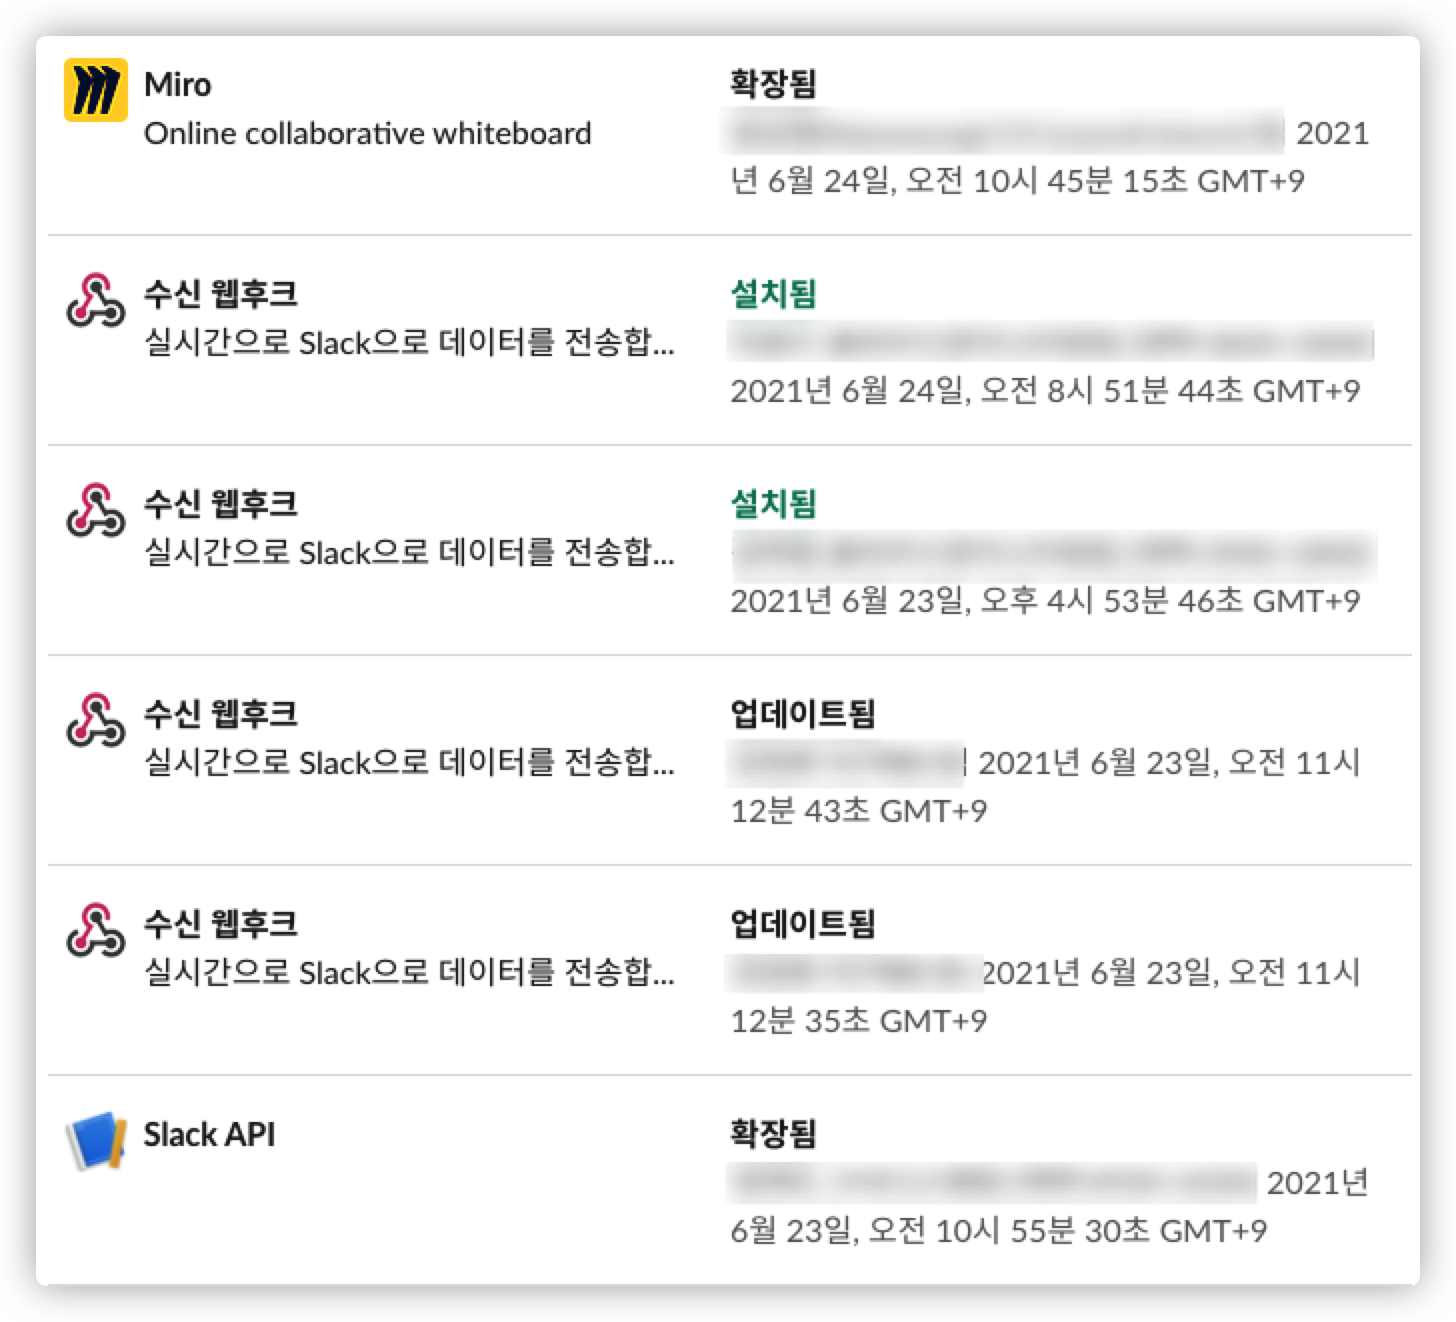 Miro
Online collaborative whiteboard
확장됨
2021
년 6월 24일, 오전 10시 45분 15초 GMT+9
수신 웹후크
실시간으로 Slack으로 데이터를 전송합...
설치됨
2021년 6월 24일, 오전 8시 51분 44초 GMT+9
수신 웹후크
실시간으로 Slack으로 데이터를 전송합...
설치됨
2021년 6월 23일, 오후 4시 53분 46초 GMT+9
수신 웹후크
실시간으로 Slack으로 데이터를 전송합...
업데이트됨
2021년 6월 23일, 오전 11시
12분 43초 GMT+9
수신 웹후크
실시간으로 Slack으로 데이터를 전송합...
업데이트됨
2021년 6월 23일, 오전 11시
12분 35초 GMT+9
Slack API
확장됨
2021년
6월 23일, 오전 10시 55분 30초 GMT+9